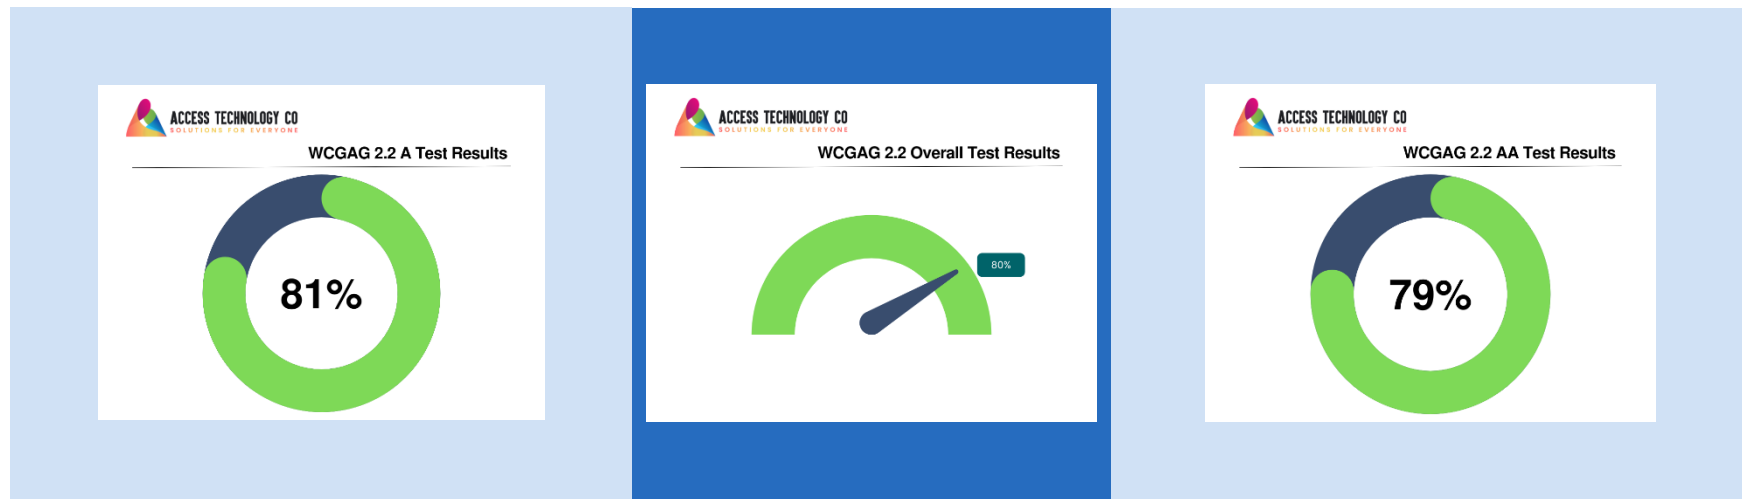 ACCESS TECHNOLOGY CO
SOLUTIONS FOR EVERYONE
WCGAG 2.2 A Test Results
81%
ACCESS TECHNOLOGY CO
SOLUTIONS FOR EVERYONE
WCGAG 2.2 Overall Test Results
80%
ACCESS TECHNOLOGY CO
SOLUTIONS FOR EVERYONE
WCGAG 2.2 AA Test Results
79%